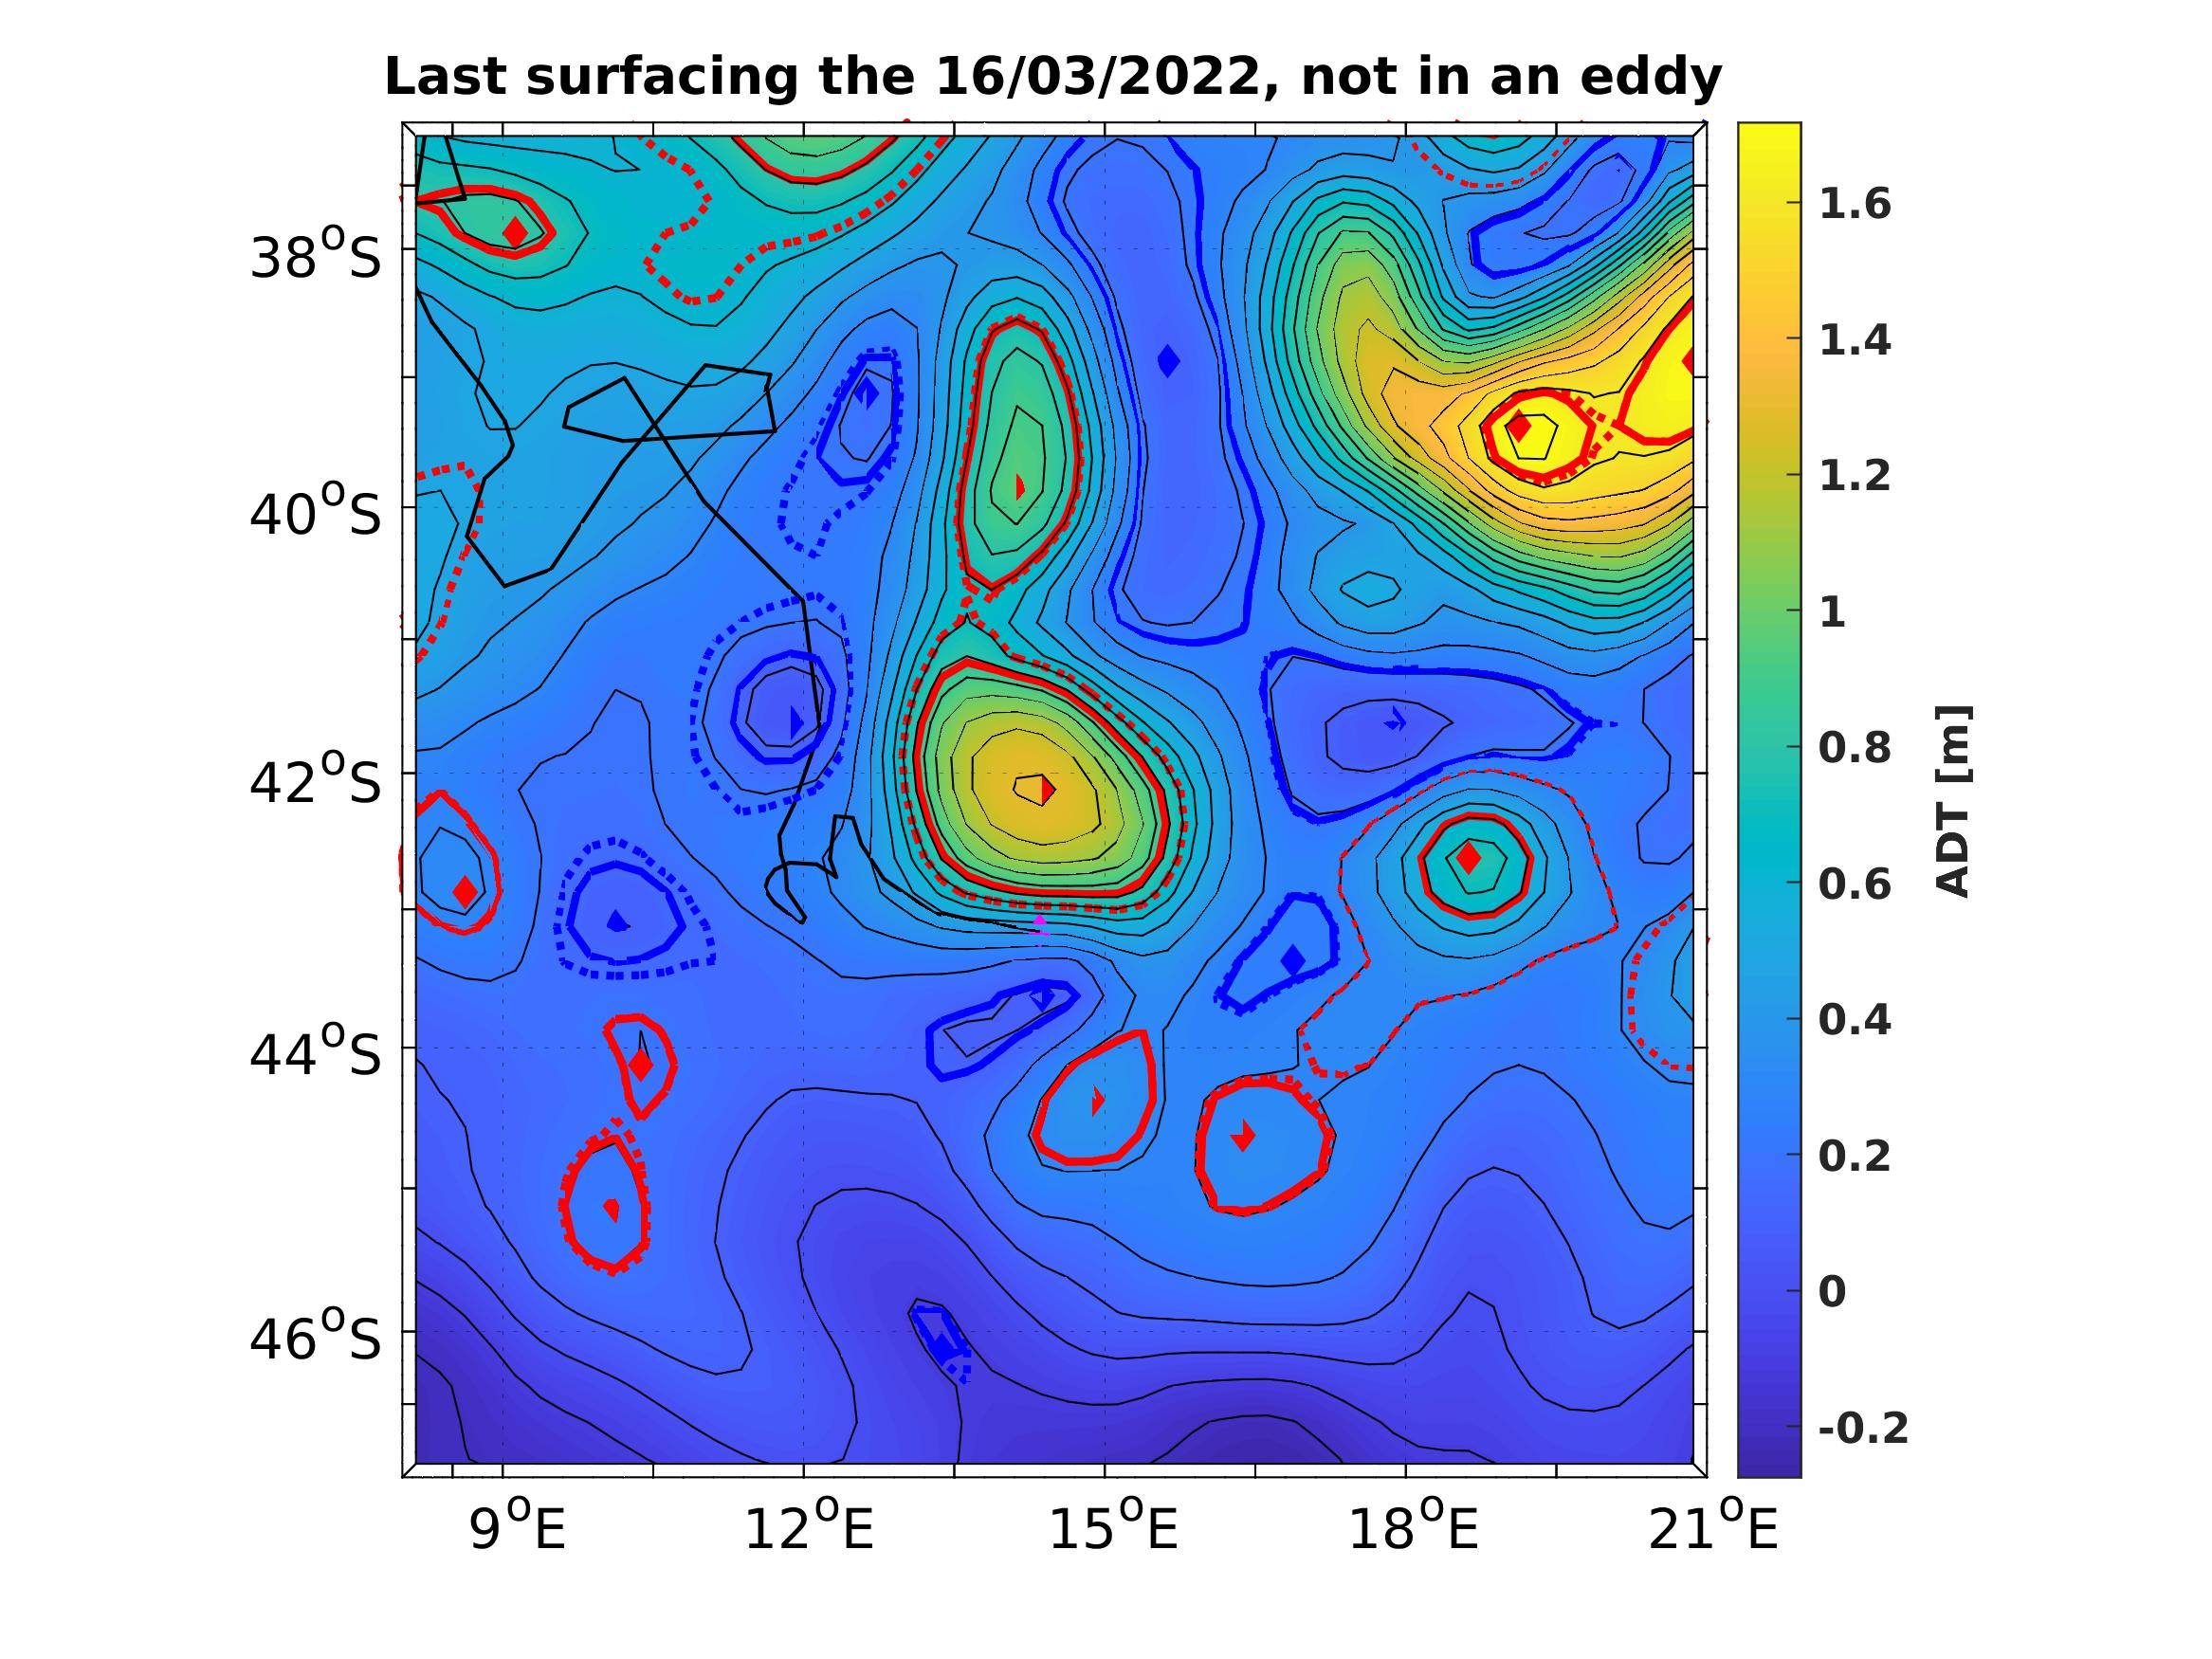 Last surfacing the 16/03/2022, not in an eddy
38°S
40°S
42°S
44°S
46°S
9°E
12°E
15°E
18°E
21°E
1.6
1.4
1.2
1
0.8
0.6
0.4
0.2
0
-0.2
ADT [m]